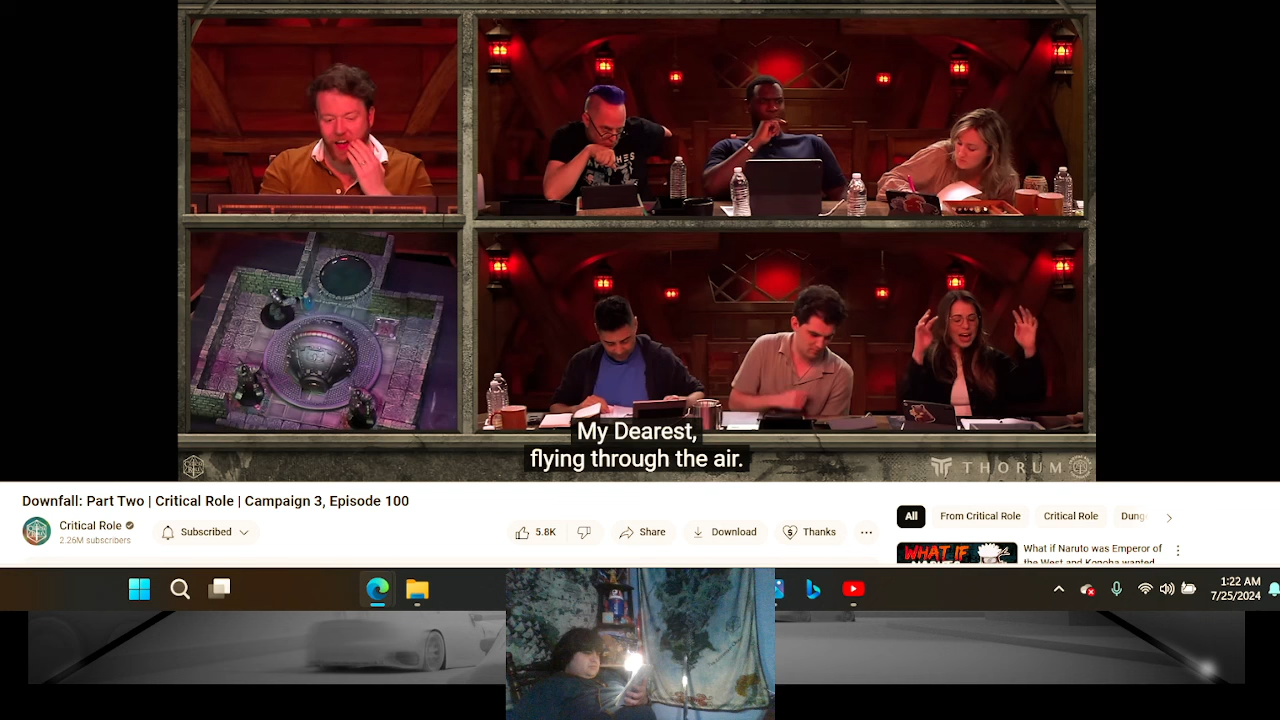 My Dearest,
flying through the air.
THORUM
Downfall: Part Two | Critical Role | Campaign 3, Episode 100
Critical Role
2.26M subscribers
Subscribed
5.8K
Share
Download
Thanks
All
From Critical Role
Critical Role
Dung
WHAT IF
What if Naruto was Emperor of
the West and Konoha wanted
1:22 AM
7/25/2024